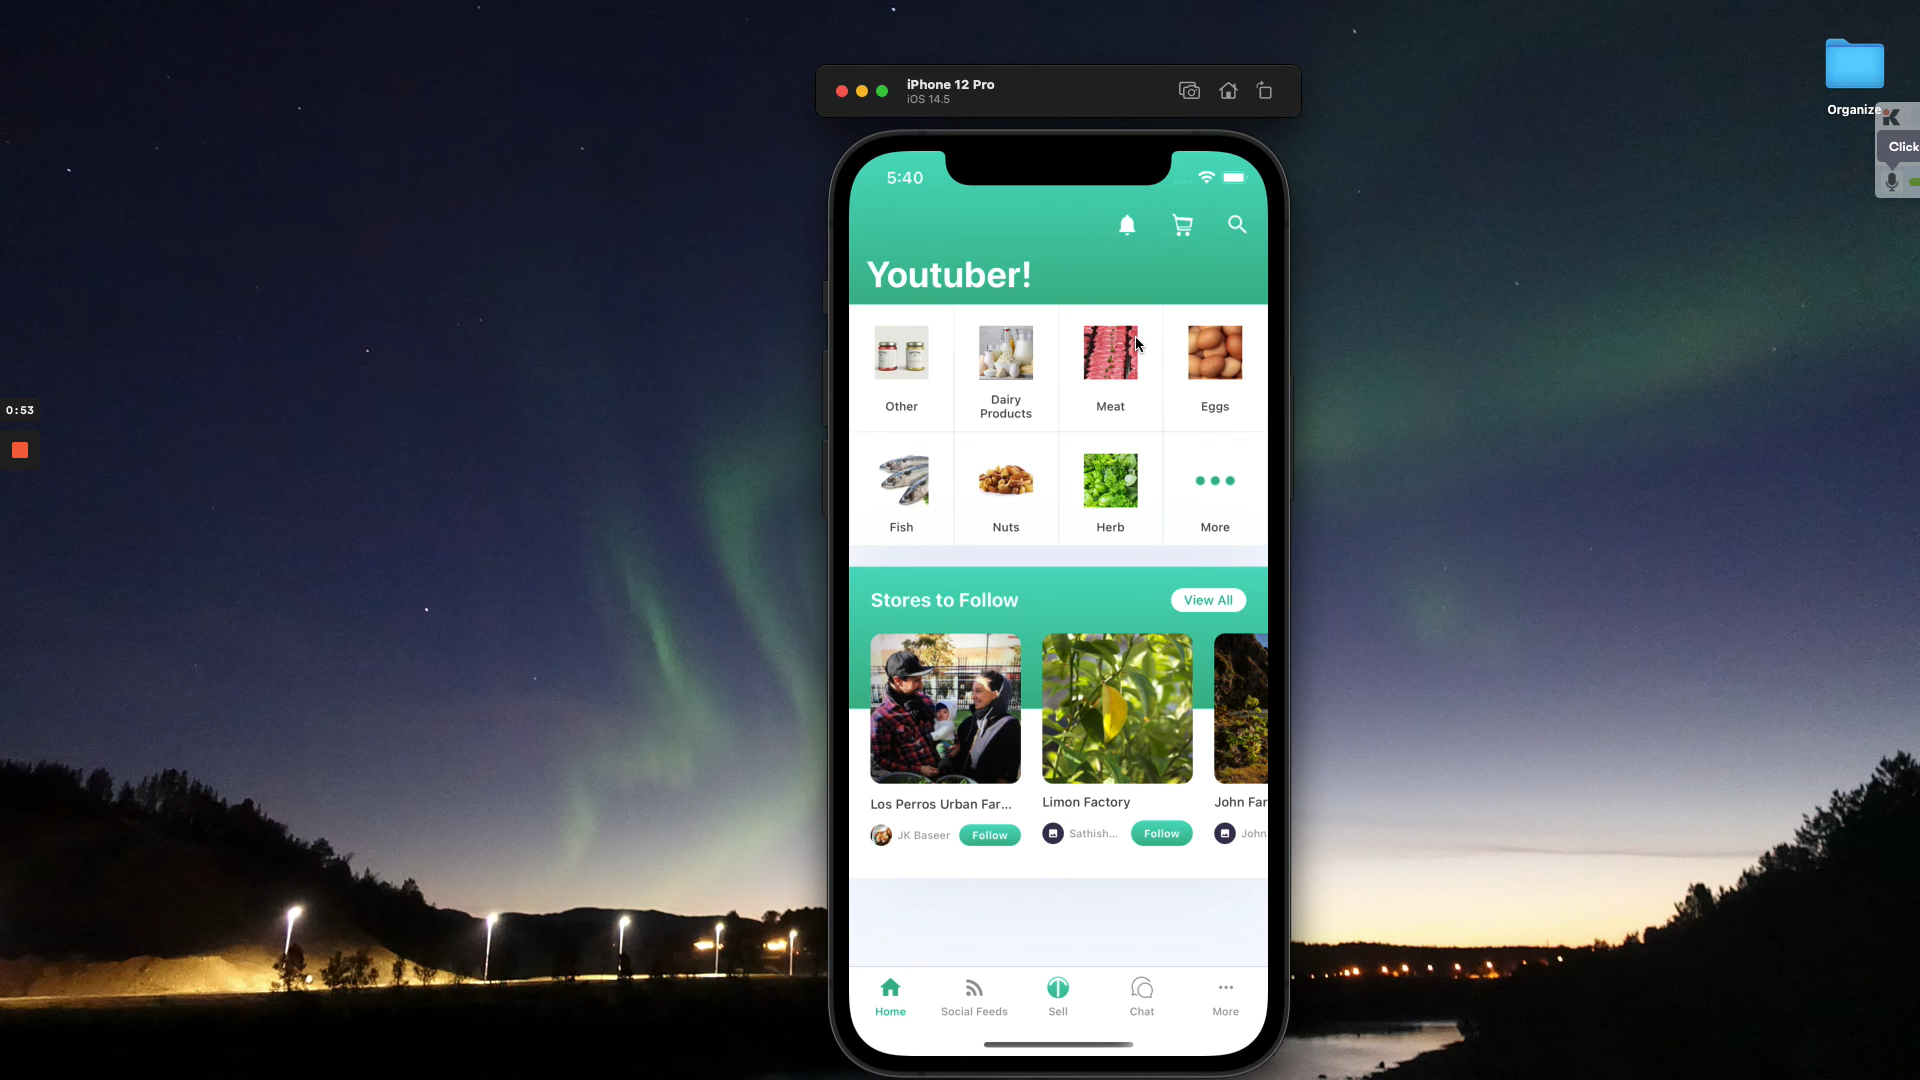 iPhone 12 Pro
iOS 14.5
Organize
Click
0:53
5:40
Youtuber!
Other
Dairy
Products
Meat
Eggs
Fish
Nuts
Herb
More
Stores to Follow
View All
Los Perros Urban Far...
Limon Factory
John Far
JK Baseer
Follow
Sathish...
Follow
John
Home
Social Feeds
Sell
Chat
More